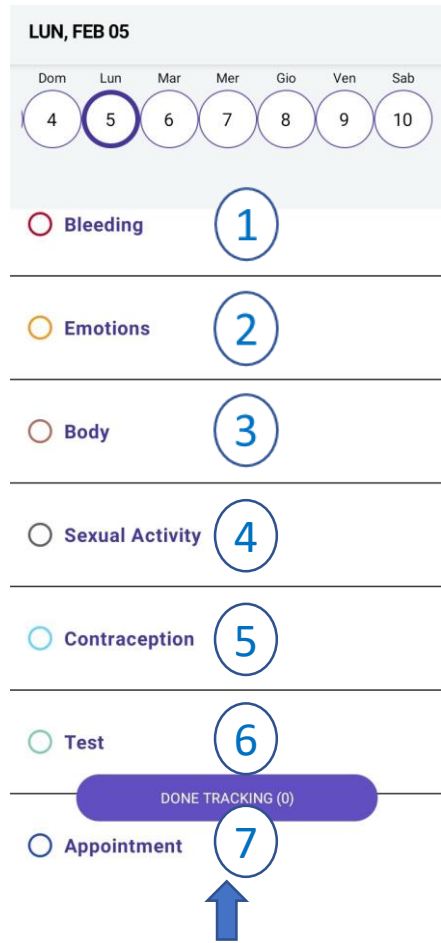 LUN, FEB 05
Dom Lun Mar Mer Gio Ven Sab
4 5 6 7 8 9 10
Bleeding 1
Emotions 2
Body 3
Sexual Activity 4
Contraception 5
Test 6
DONE TRACKING (0)
Appointment 7